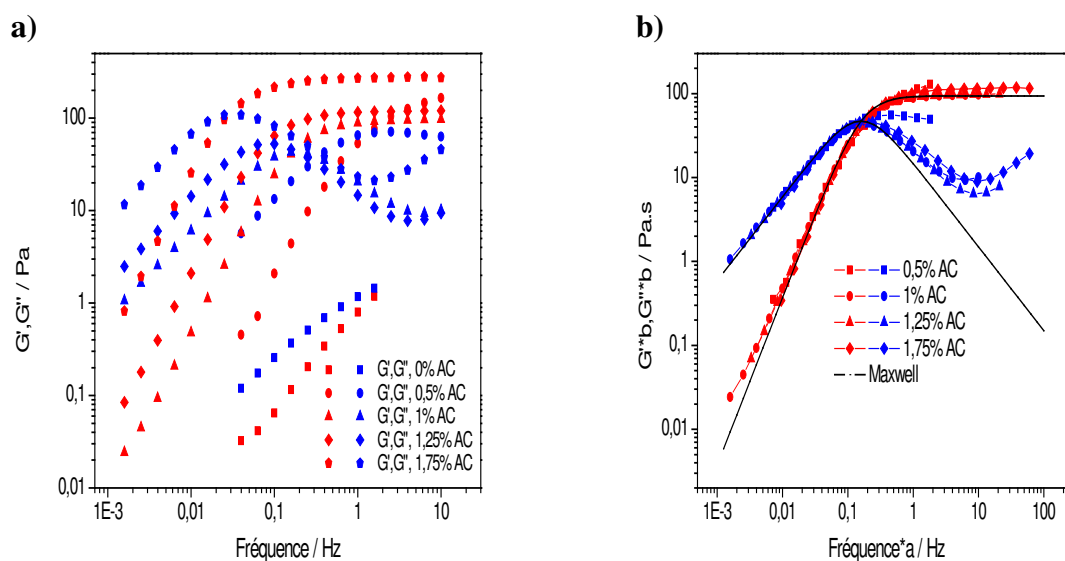 a)
100
10
1
0,1
0,01
G',G'' / Pa
G',G'', 0% AC
G',G'', 0,5% AC
G',G'', 1% AC
G',G'', 1,25% AC
G',G'', 1,75% AC
1E-3 0,01 0,1 1 10
Fréquence / Hz
b)
100
10
1
0,1
0,01
G'*b,G''*b / Pa.s
0,5% AC
1% AC
1,25% AC
1,75% AC
Maxwell
1E-3 0,01 0,1 1 10 100
Fréquence*a / Hz